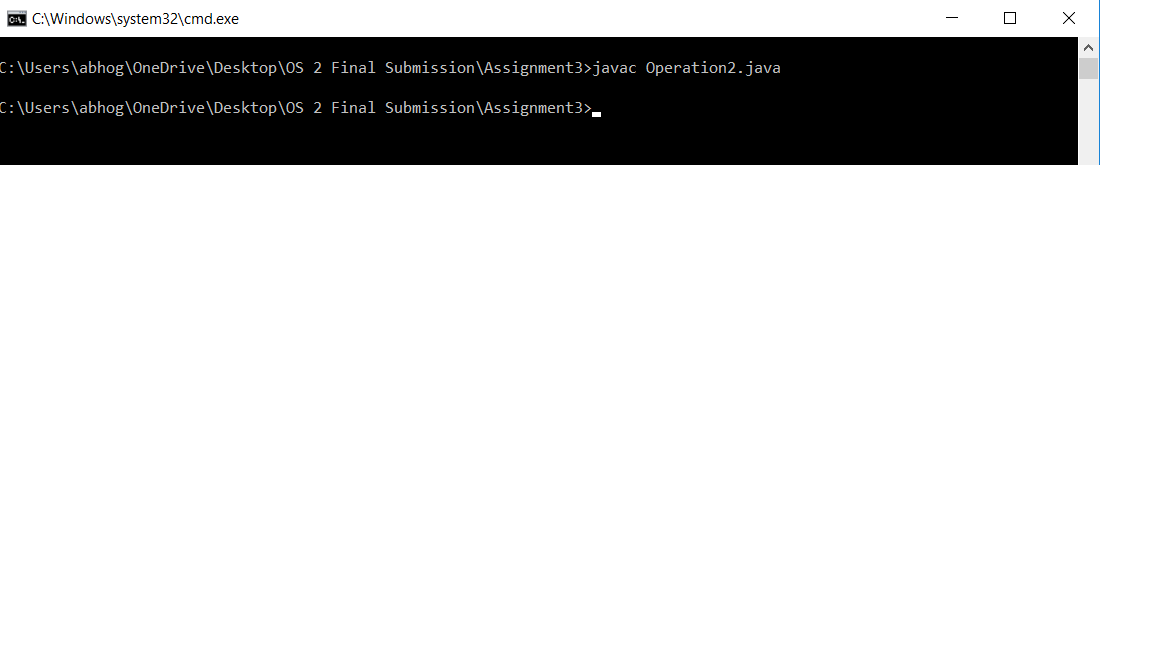 C:\Windows\system32\cmd.exe
C:\Users\abhog\OneDrive\Desktop\OS 2 Final Submission\Assignment3>javac Operation2.java
C:\Users\abhog\OneDrive\Desktop\OS 2 Final Submission\Assignment3>